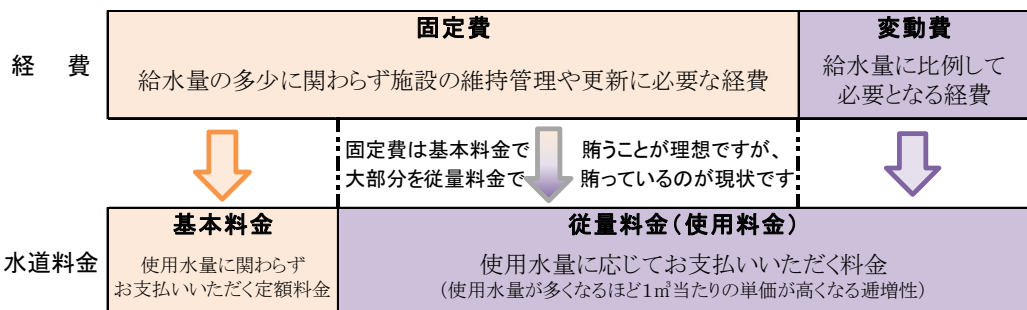 経　費
固定費
給水量の多少に関わらず施設の維持管理や更新に必要な経費
変動費
給水量に比例して
必要となる経費
固定費は基本料金で　賄うことが理想ですが、
大部分を従量料金で　賄っているのが現状です
水道料金
基本料金
使用水量に関わらず
お支払いいただく定額料金
従量料金（使用料金）
使用水量に応じてお支払いいただく料金
（使用水量が多くなるほど1㎥当たりの単価が高くなる逓増性）